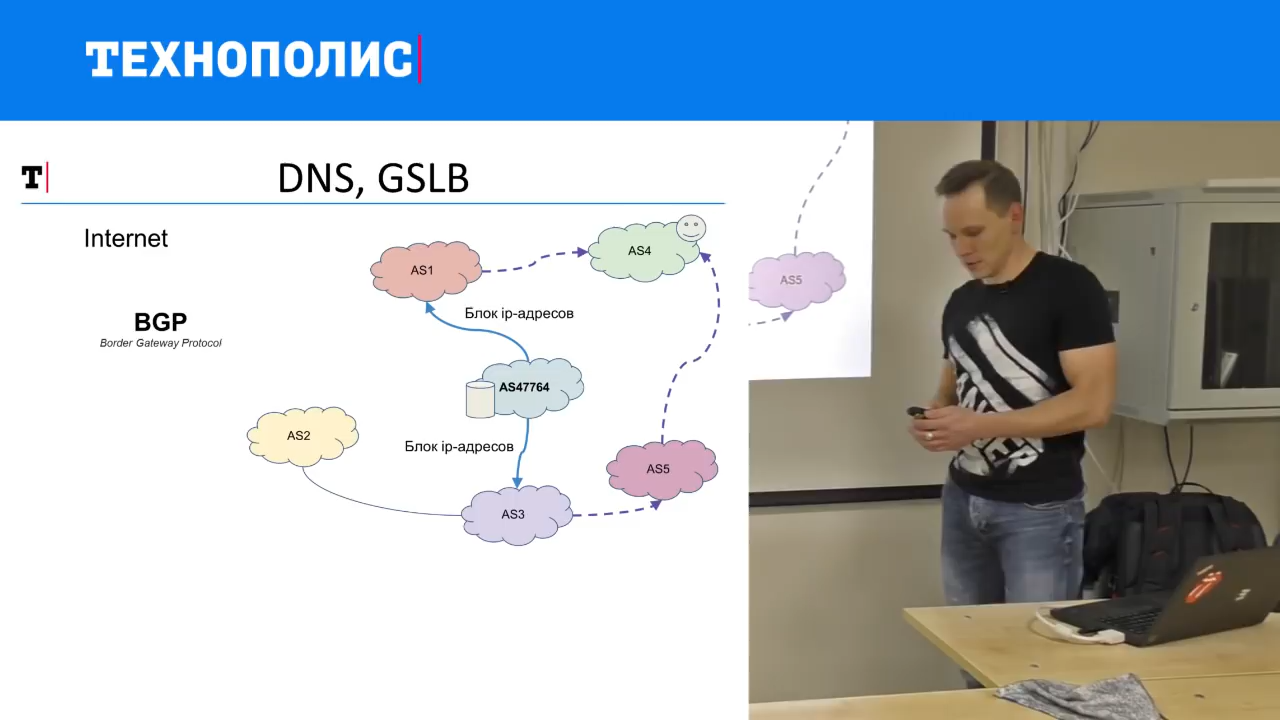 ТЕХНОПОЛИС
Т
DNS, GSLB
Internet
AS4
AS1
AS5
Блок ip-адресов
BGP
Border Gateway Protocol
AS47764
AS2
Блок ip-адресов
AS5
AS3